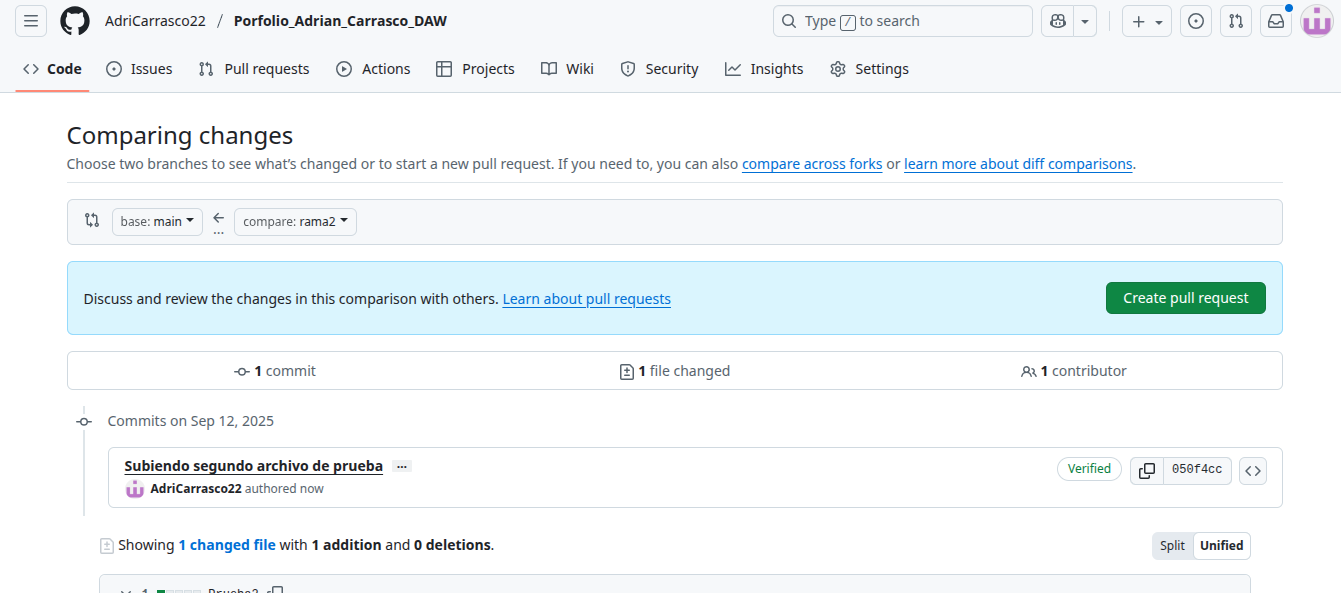 AdriCarrasco22 / Porfolio_Adrian_Carrasco_DAW
Type / to search
Code Issues Pull requests Actions Projects Wiki Security Insights Settings
Comparing changes
Choose two branches to see what's changed or to start a new pull request. If you need to, you can also compare across forks or learn more about diff comparisons.
base: main ... compare: rama2
Discuss and review the changes in this comparison with others. Learn about pull requests Create pull request
1 commit 1 file changed 1 contributor
Commits on Sep 12, 2025
Subiendo segundo archivo de prueba ... Verified 050f4cc
AdriCarrasco22 authored now
Showing 1 changed file with 1 addition and 0 deletions. Split Unified
1 Prueba2